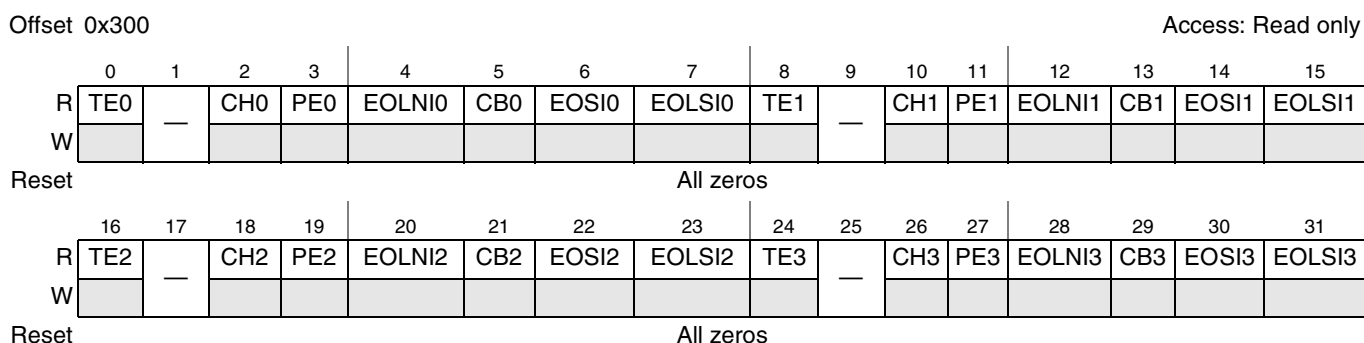 Offset 0x300 Access: Read only
0 1 2 3 4 5 6 7 8 9 10 11 12 13 14 15
R TE0 — CH0 PE0 EOLNI0 CB0 EOSI0 EOLSI0 TE1 — CH1 PE1 EOLNI1 CB1 EOSI1 EOLSI1
W
Reset All zeros
16 17 18 19 20 21 22 23 24 25 26 27 28 29 30 31
R TE2 — CH2 PE2 EOLNI2 CB2 EOSI2 EOLSI2 TE3 — CH3 PE3 EOLNI3 CB3 EOSI3 EOLSI3
W
Reset All zeros